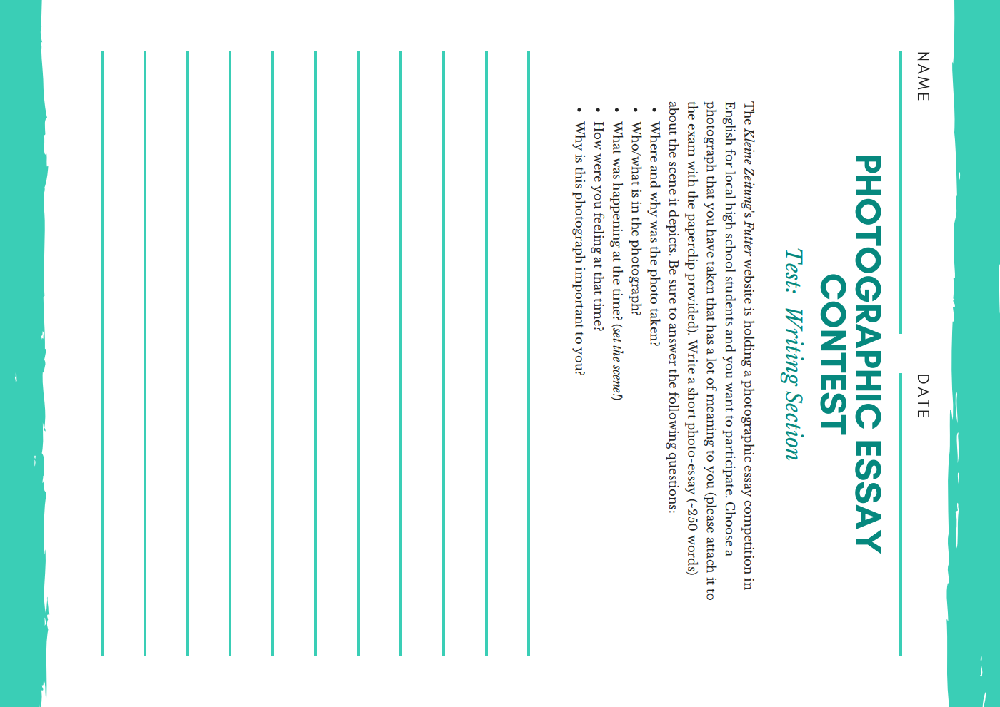 NAME
DATE
PHOTOGRAPHIC ESSAY
CONTEST
Test: Writing Section
The Kleine Zeitung's Futter website is holding a photographic essay competition in
English for local high school students and you want to participate. Choose a
photograph that you have taken that has a lot of meaning to you (please attach it to
the exam with the paperclip provided). Write a short photo-essay (~250 words)
about the scene it depicts. Be sure to answer the following questions:
• Where and why was the photo taken?
• Who/what is in the photograph?
• What was happening at the time? (set the scene!)
• How were you feeling at that time?
• Why is this photograph important to you?